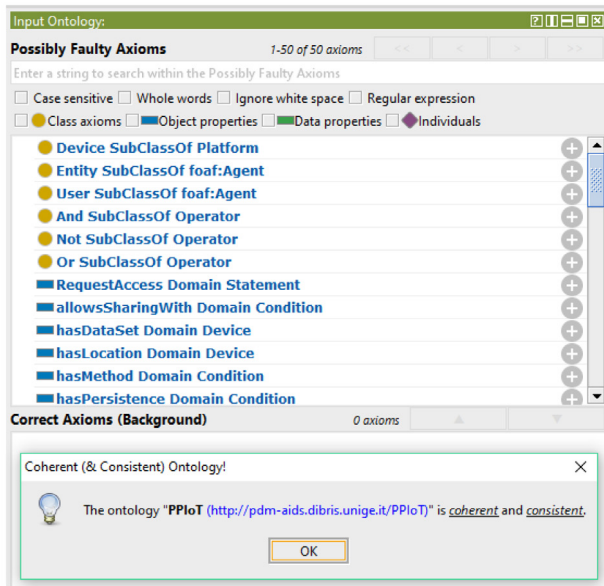 Input Ontology:
Possibly Faulty Axioms 1-50 of 50 axioms << < > >>
Enter a string to search within the Possibly Faulty Axioms
Case sensitive Whole words Ignore white space Regular expression
Class axioms Object properties Data properties Individuals
Device SubClassOf Platform
Entity SubClassOf foaf:Agent
User SubClassOf foaf:Agent
And SubClassOf Operator
Not SubClassOf Operator
Or SubClassOf Operator
RequestAccess Domain Statement
allowsSharingWith Domain Condition
hasDataSet Domain Device
hasLocation Domain Device
hasMethod Domain Condition
hasPersistence Domain Condition
Correct Axioms (Background) 0 axioms
Coherent (& Consistent) Ontology!
The ontology "PPIoT (http://pdm-aids.dibris.unige.it/PPIoT)" is coherent and consistent.
OK